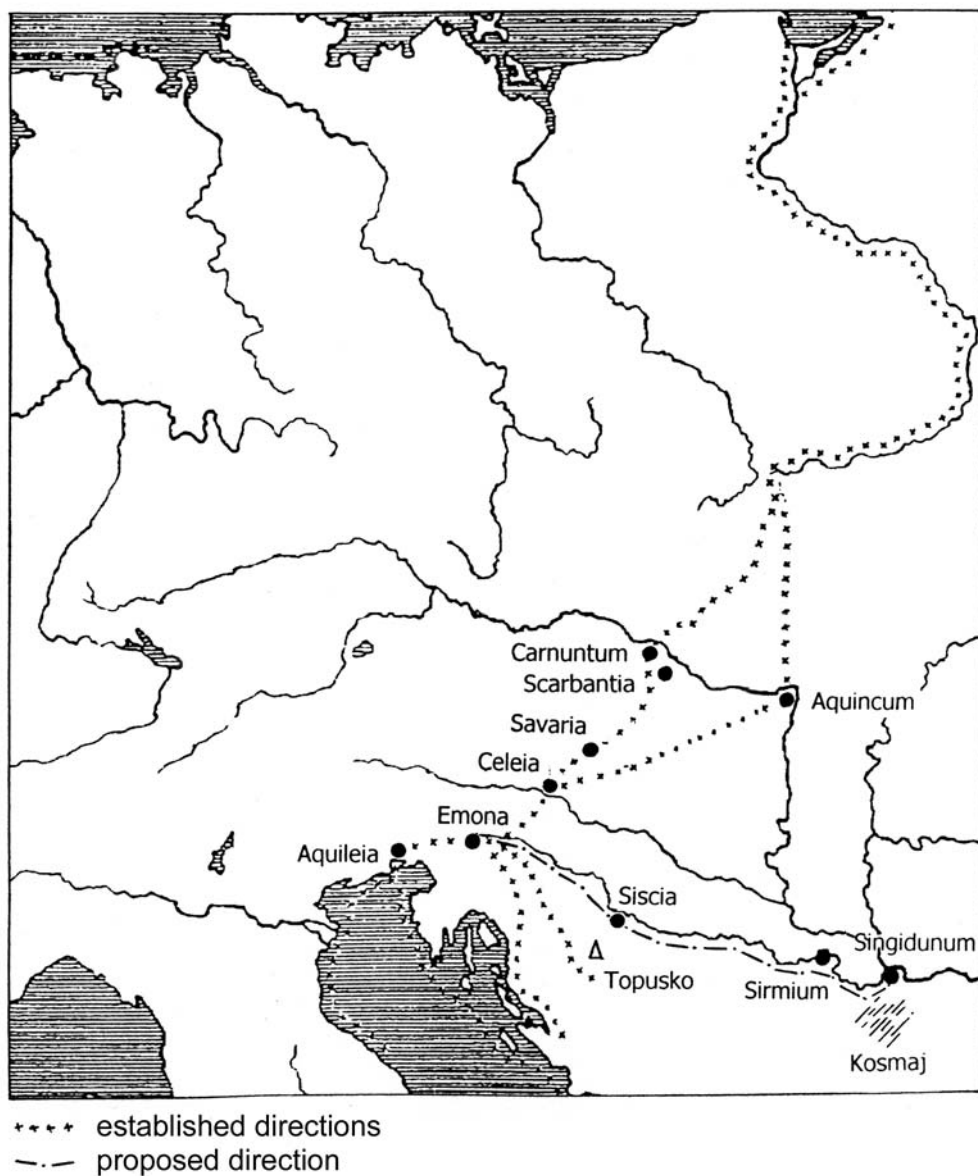 Carnuntum
Scarbantia
Aquincum
Savaria
Celeia
Emona
Aquileia
Siscia
Singidunum
Δ
Topusko
Sirmium
Kosmaj
established directions
proposed direction